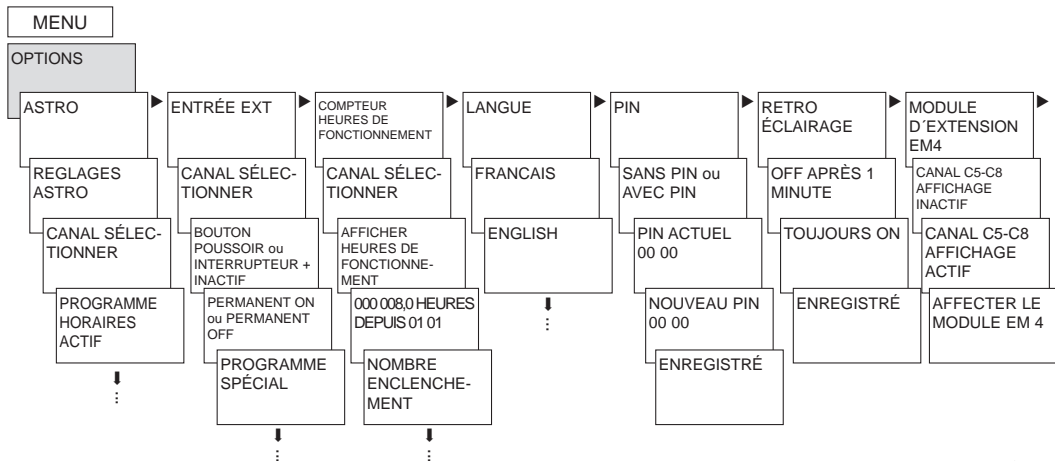 MENU
OPTIONS
ASTRO
REGLAGES
ASTRO
CANAL SÉLEC-
TIONNER
PROGRAMME
HORAIRES
ACTIF
ENTRÉE EXT
CANAL SÉLEC-
TIONNER
BOUTON
POUSSOIR ou
INTERRUPTEUR +
INACTIF
PERMANENT ON
ou PERMANENT
OFF
PROGRAMME
SPÉCIAL
COMPTEUR
HEURES DE
FONCTIONNEMENT
CANAL SÉLEC-
TIONNER
AFFICHER
HEURES DE
FONCTIONNE-
MENT
000 008,0 HEURES
DEPUIS 01 01
NOMBRE
ENCLENCHE-
MENT
LANGUE
FRANCAIS
ENGLISH
PIN
SANS PIN ou
AVEC PIN
PIN ACTUEL
00 00
NOUVEAU PIN
00 00
ENREGISTRÉ
RETRO
ÉCLAIRAGE
OFF APRÈS 1
MINUTE
TOUJOURS ON
ENREGISTRÉ
MODULE
D´EXTENSION
EM4
CANAL C5-C8
AFFICHAGE
INACTIF
CANAL C5-C8
AFFICHAGE
ACTIF
AFFECTER LE
MODULE EM 4